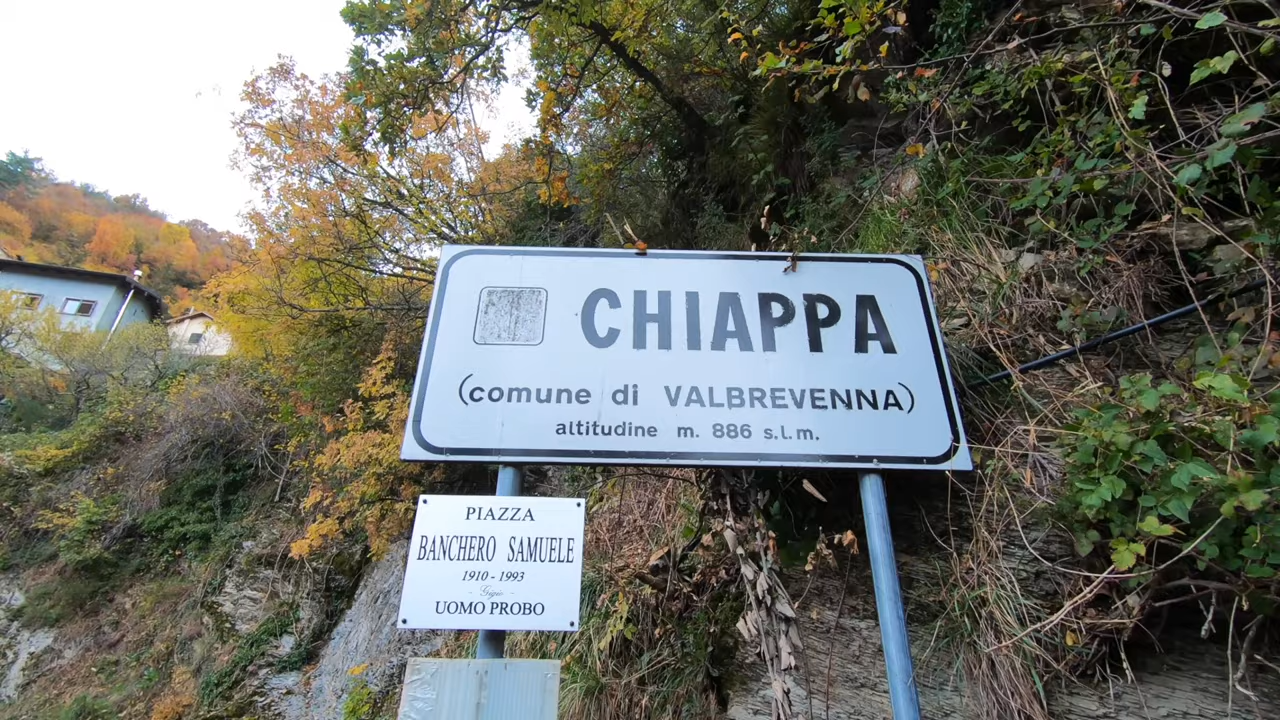 CHIAPPA
(comune di VALBREVENNA)
altitudine m. 886 s.l.m.
PIAZZA
BANCHERO SAMUELE
1910 - 1993
- Gigio -
UOMO PROBO